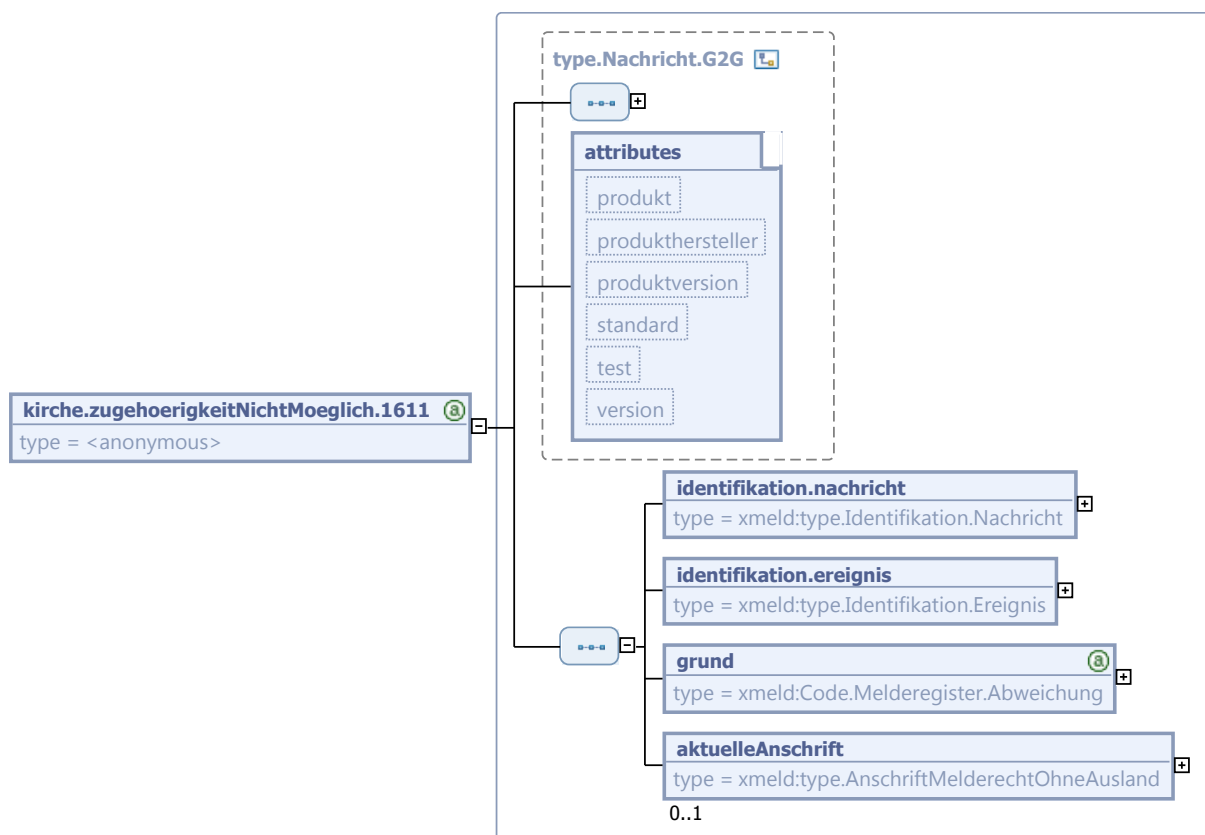 type.Nachricht.G2G
attributes
produkt
produkthersteller
produktversion
standard
test
version
kirche.zugehoerigkeitNichtMoeglich.1611
type = <anonymous>
identifikation.nachricht
type = xmeld:type.Identifikation.Nachricht
identifikation.ereignis
type = xmeld:type.Identifikation.Ereignis
grund
type = xmeld:Code.Melderegister.Abweichung
aktuelleAnschrift
type = xmeld:type.AnschriftMelderechtOhneAusland
0..1